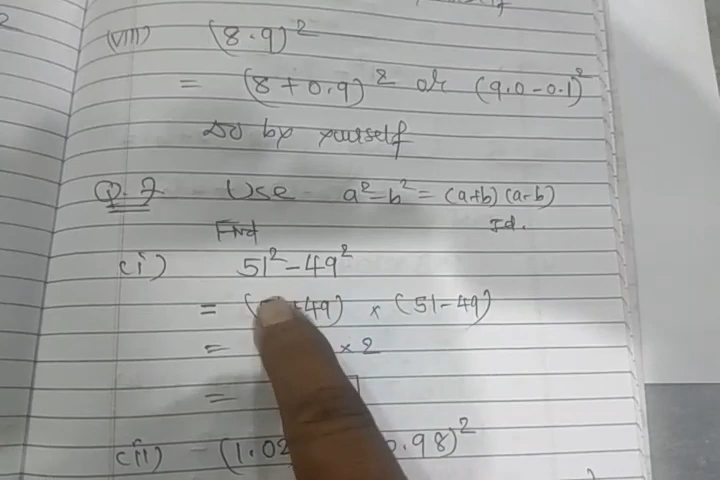 (VIII) (8.9)²
= (8+0.9)² or (9.0-0.1)²
Do by yourself
Q.7 Use a²-b² = (a+b) (a-b)
Find Id.
(i) 51²-49²
= ( +49) × (51-49)
= ×2
=
(ii) (1.02 0.98)²